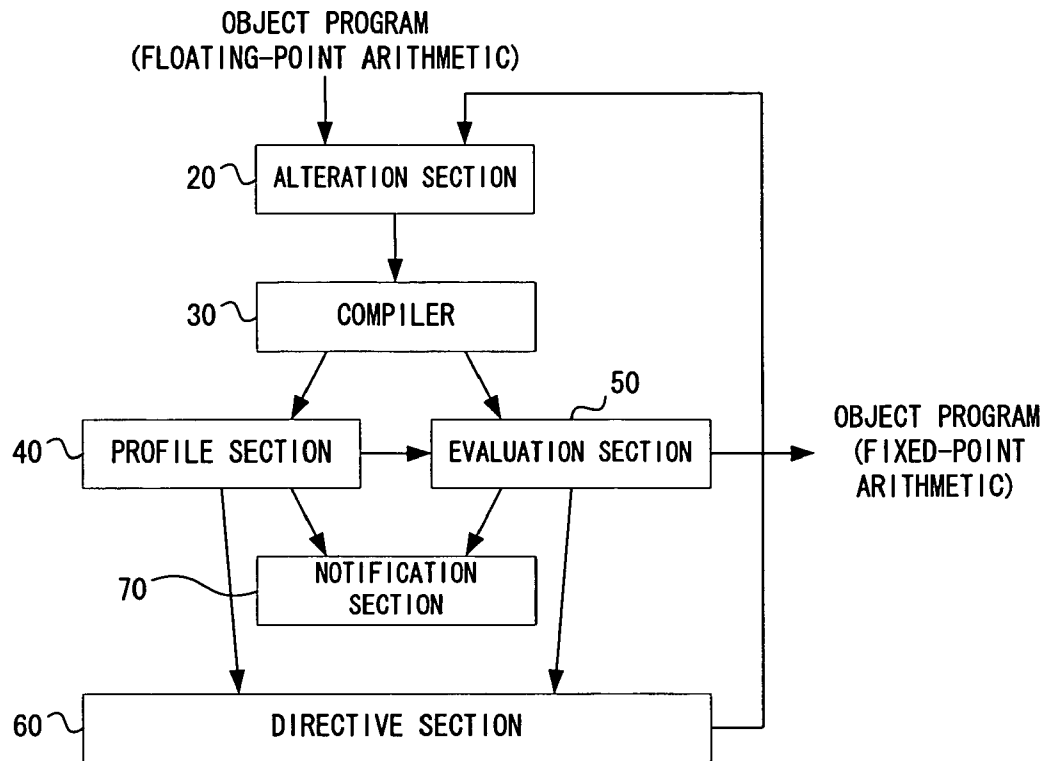 OBJECT PROGRAM
(FLOATING-POINT ARITHMETIC)
20
ALTERATION SECTION
30
COMPILER
50
40
PROFILE SECTION
EVALUATION SECTION
OBJECT PROGRAM
(FIXED-POINT
ARITHMETIC)
70
NOTIFICATION
SECTION
60
DIRECTIVE SECTION